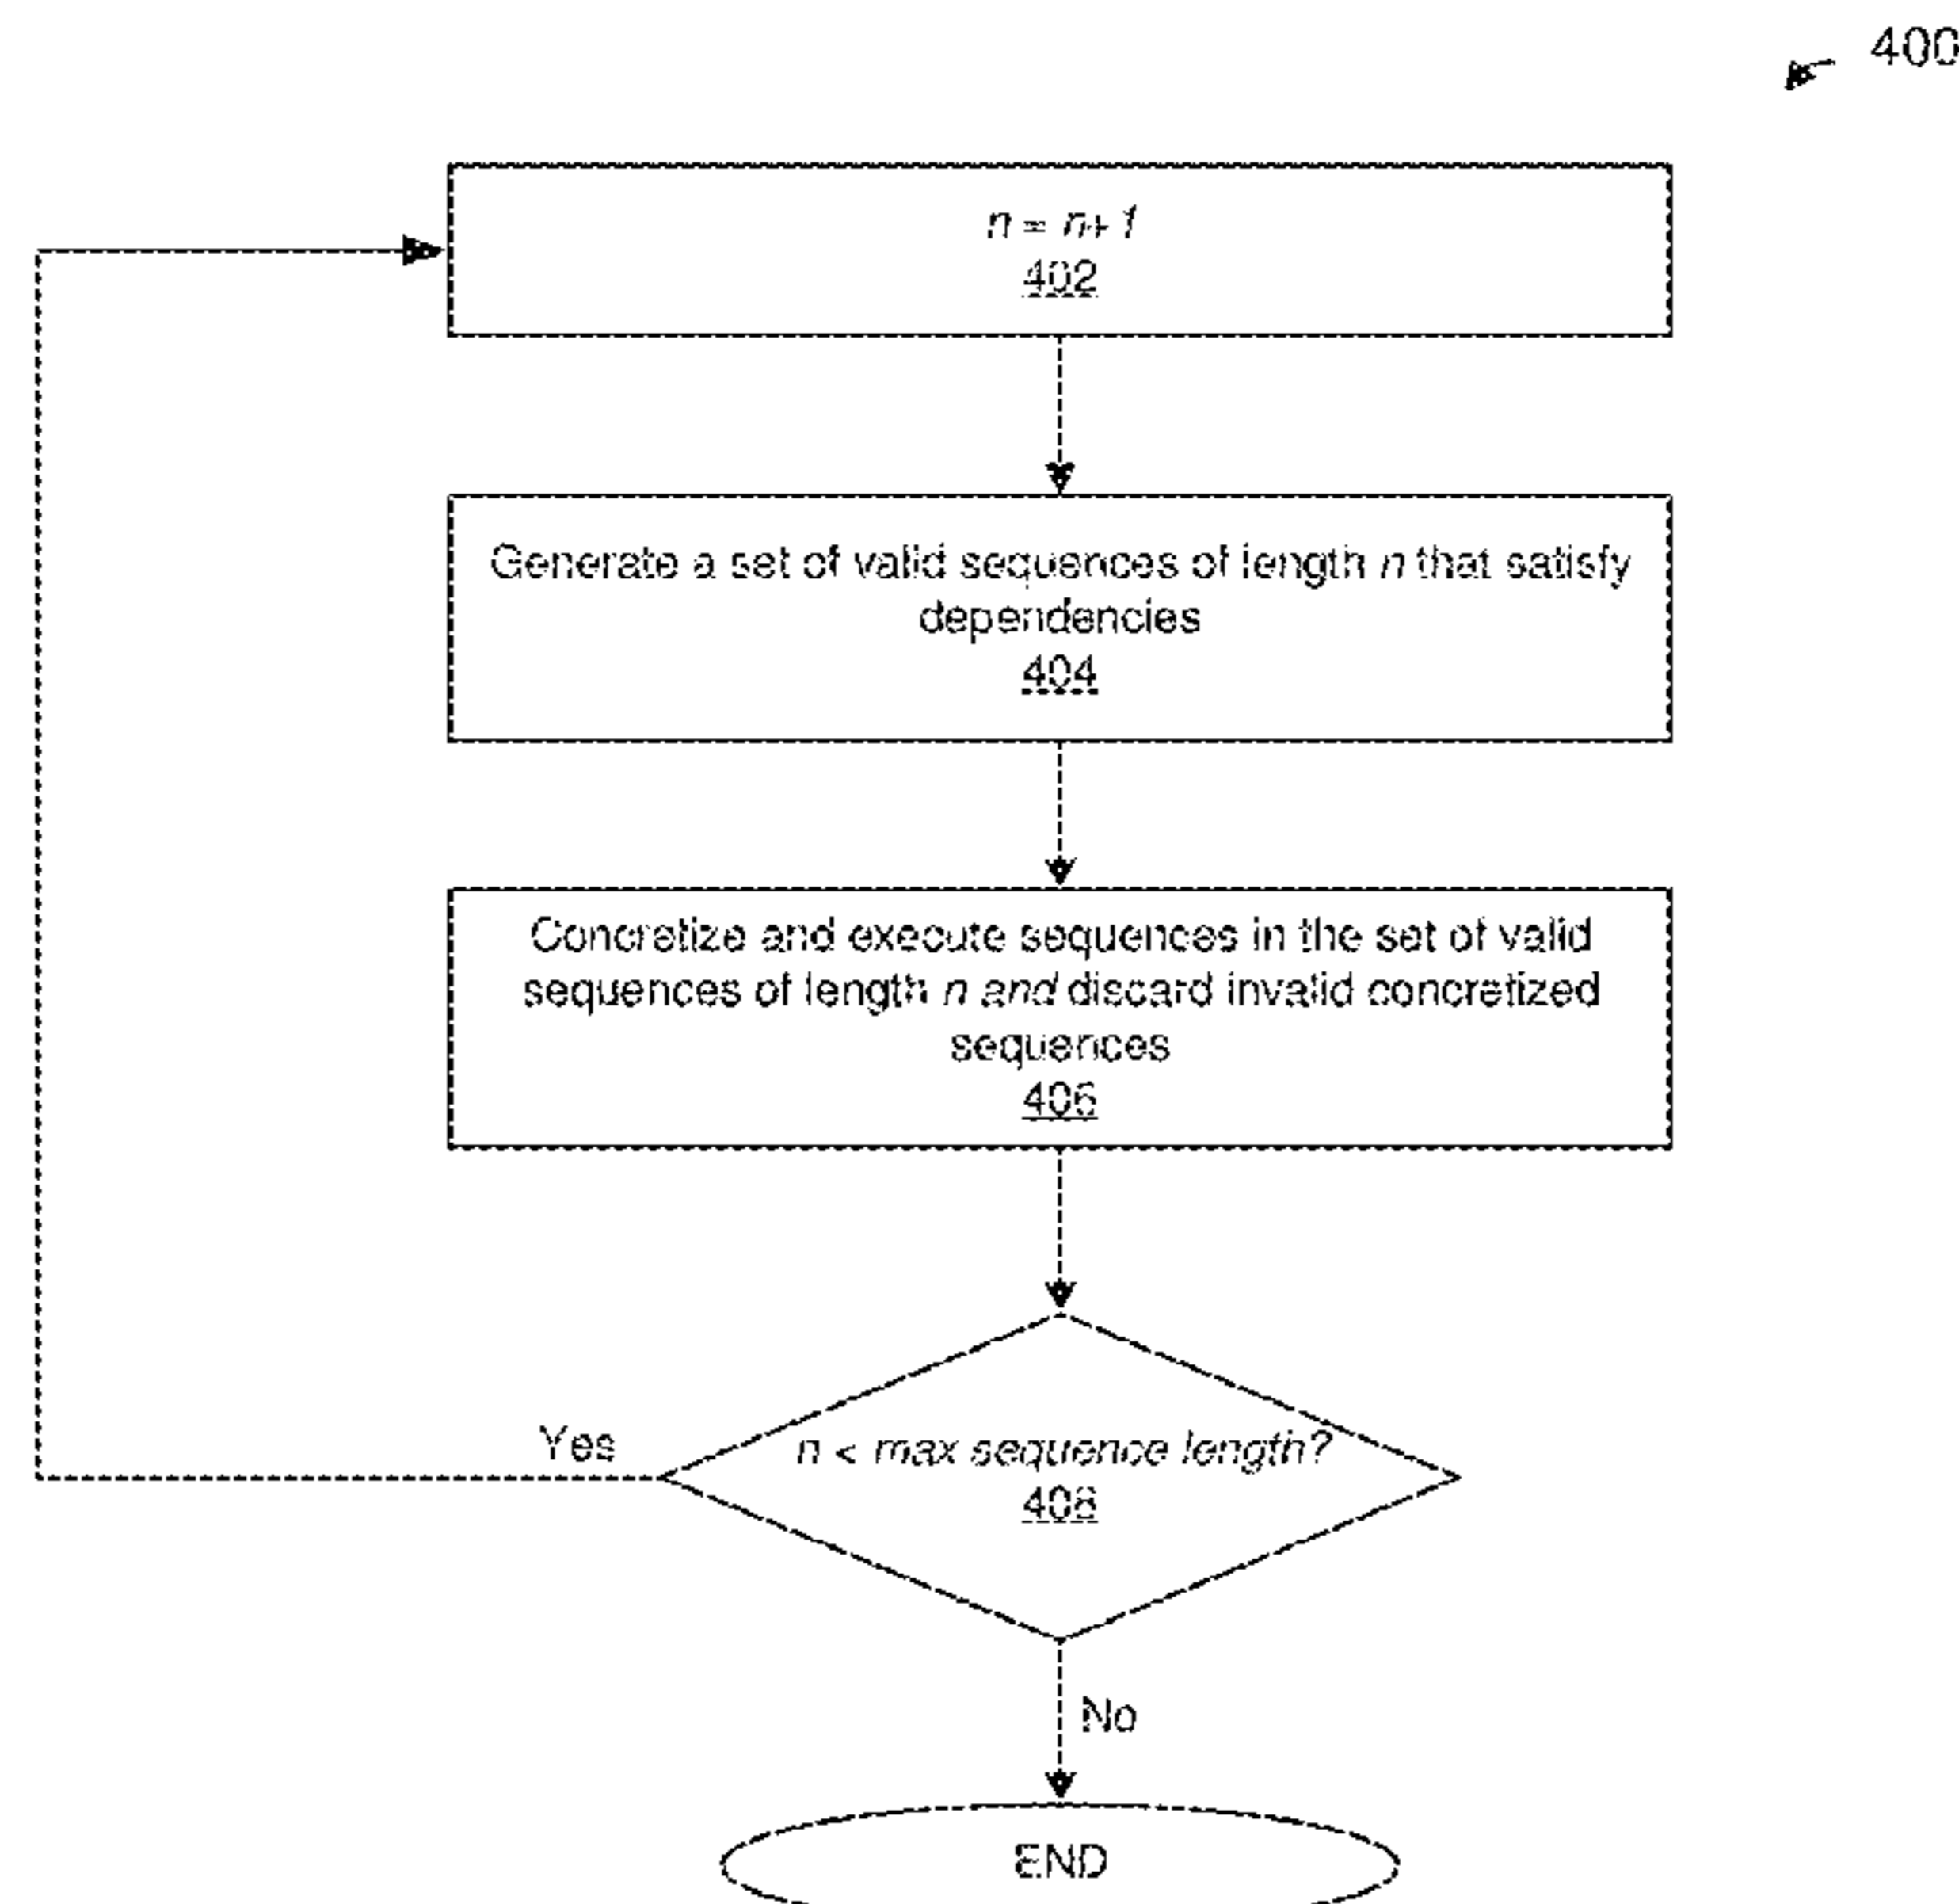 400
n = n+1
402
Generate a set of valid sequences of length n that satisfy
dependencies
404
Concretize and execute sequences in the set of valid
sequences of length n and discard invalid concretized
sequences
406
Yes
n < max sequence length?
408
No
END